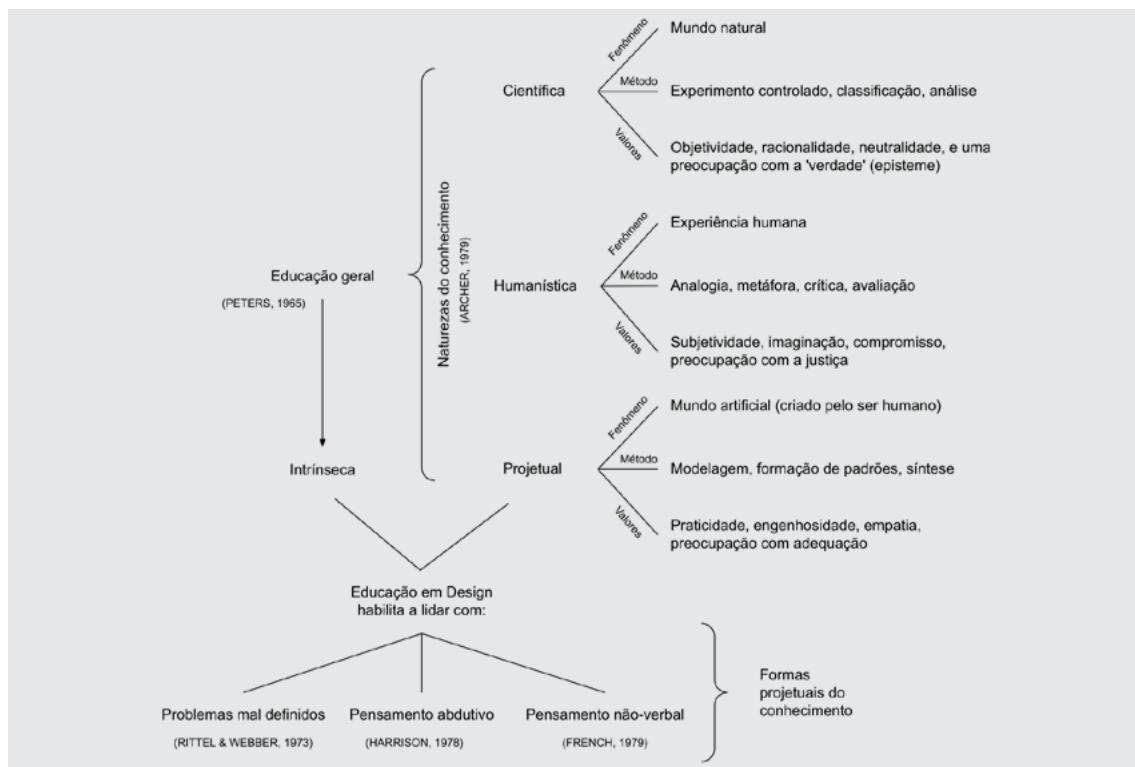 Fenômeno
Mundo natural
Científica
Método
Experimento controlado, classificação, análise
Valores
Objetividade, racionalidade, neutralidade, e uma
preocupação com a 'verdade' (episteme)
Naturezas do conhecimento
(ARCHER, 1979)
Educação geral
(PETERS, 1965)
Fenômeno
Experiência humana
Humanística
Método
Analogia, metáfora, crítica, avaliação
Valores
Subjetividade, imaginação, compromisso,
preocupação com a justiça
Fenômeno
Mundo artificial (criado pelo ser humano)
Intrínseca
Projetual
Método
Modelagem, formação de padrões, síntese
Valores
Praticidade, engenhosidade, empatia,
preocupação com adequação
Educação em Design
habilita a lidar com:
Problemas mal definidos
(RITTEL & WEBBER, 1973)
Pensamento abdutivo
(HARRISON, 1978)
Pensamento não-verbal
(FRENCH, 1979)
Formas
projetuais do
conhecimento